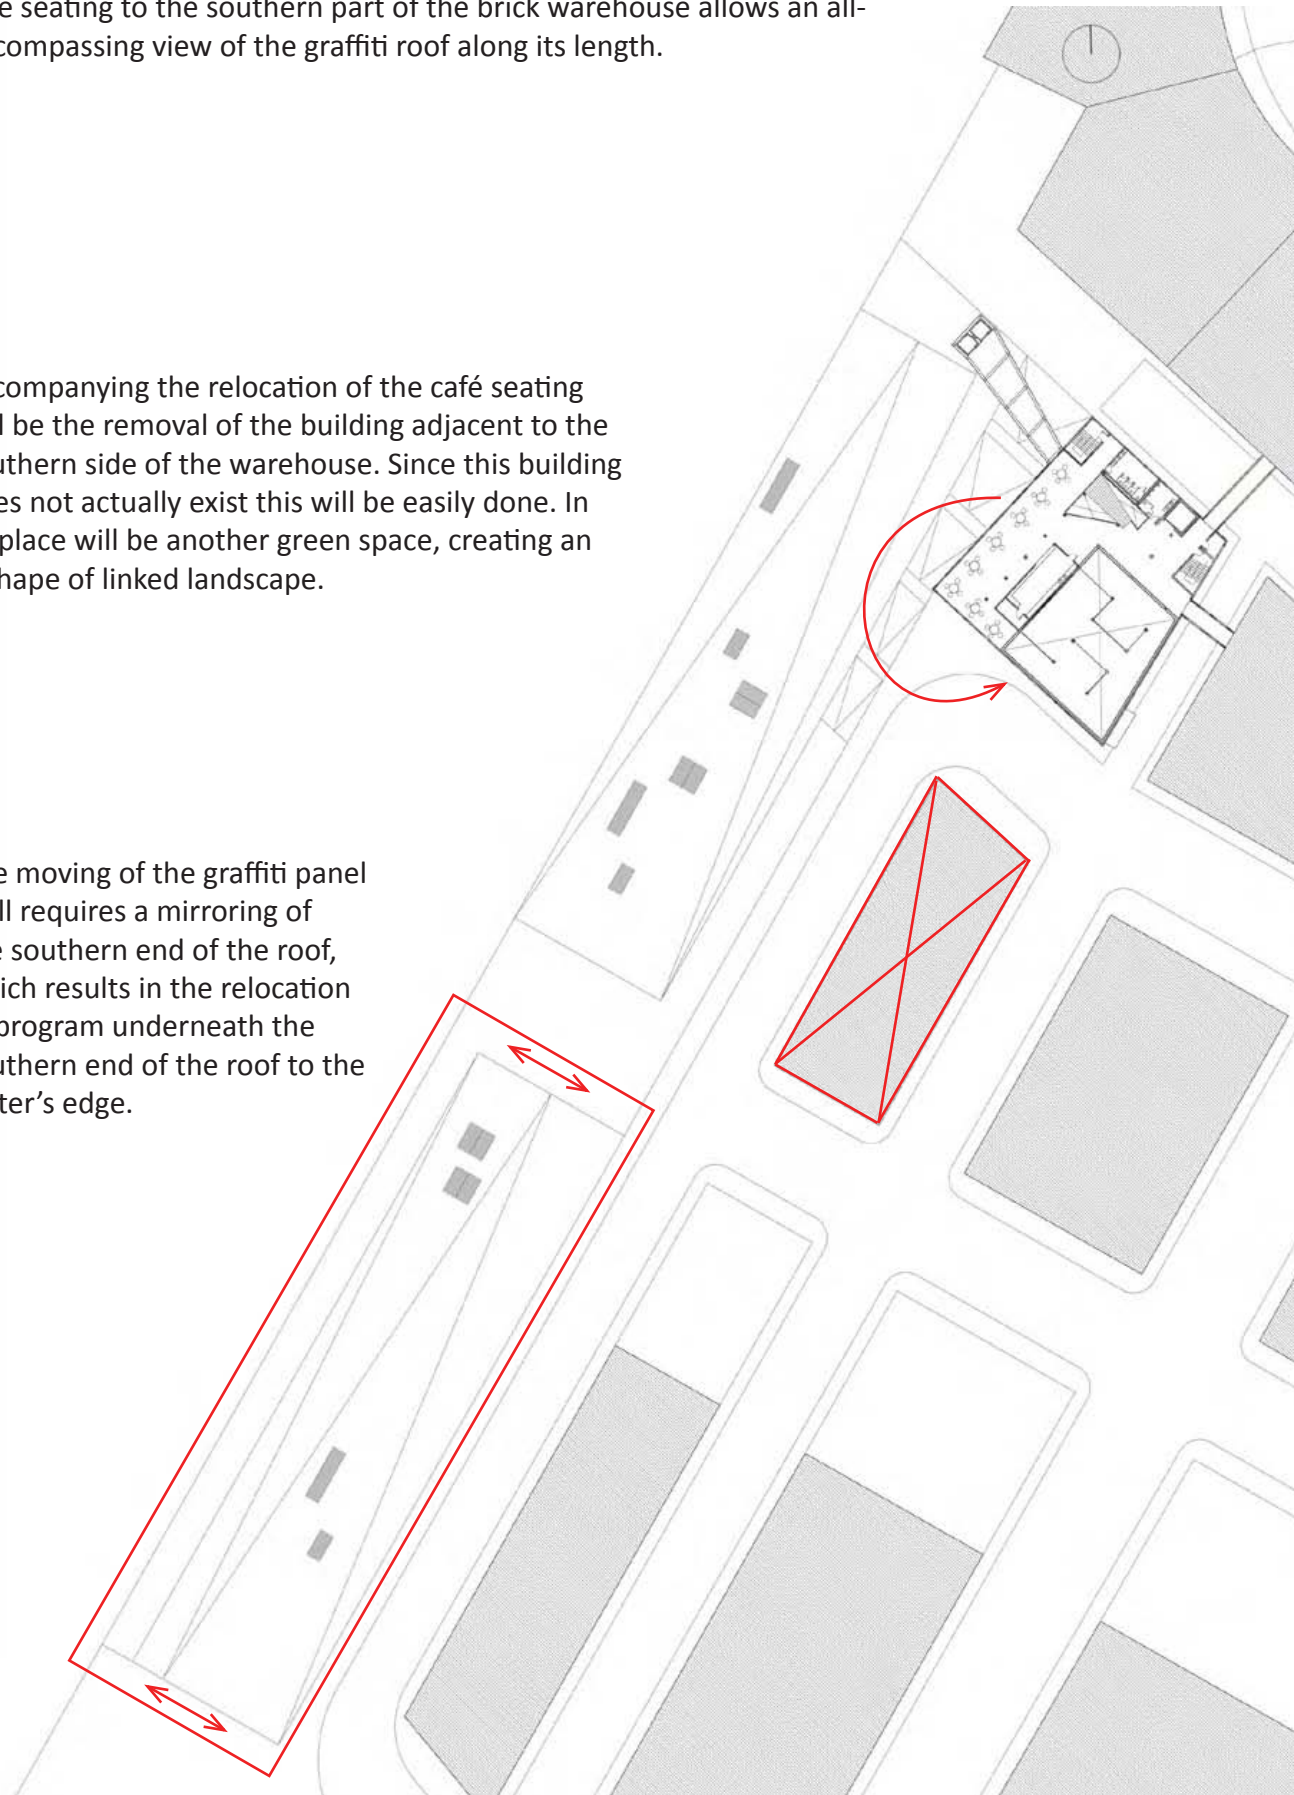 e seating to the southern part of the brick warehouse allows an all-
compassing view of the graffiti roof along its length.
companying the relocation of the café seating
l be the removal of the building adjacent to the
uthern side of the warehouse. Since this building
es not actually exist this will be easily done. In
place will be another green space, creating an
hape of linked landscape.
e moving of the graffiti panel
ll requires a mirroring of
e southern end of the roof,
ich results in the relocation
program underneath the
uthern end of the roof to the
ter's edge.